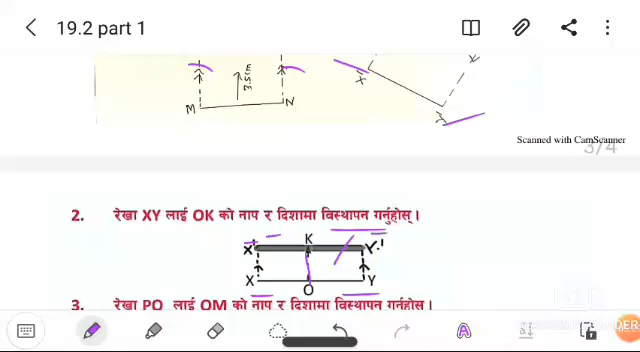 19.2 part 1
3.5cm
M N
Scanned with CamScanner
3/4
2. रेखा XY लाई OK को नाप र दिशामा विस्थापन गर्नुहोस् ।
X' K Y'
X O Y
3. रेखा PQ लाई OM को नाप र दिशामा विस्थापन गर्नुहोस् ।
A